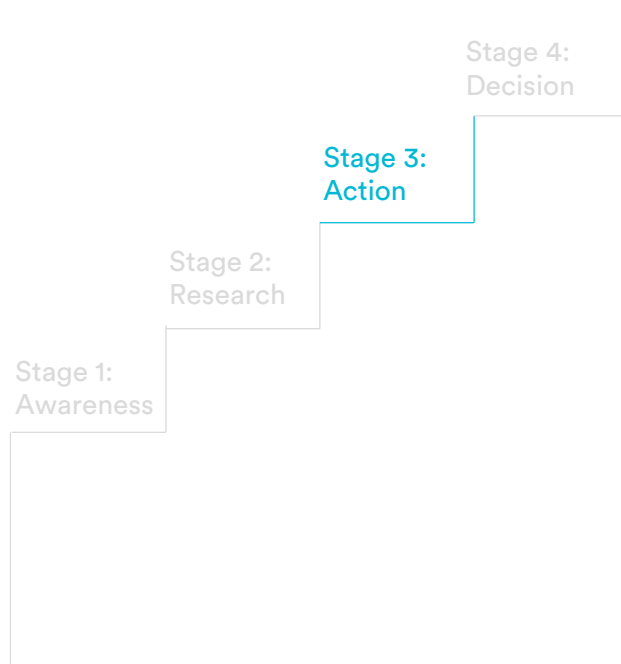 Stage 4:
Decision
Stage 3:
Action
Stage 2:
Research
Stage 1:
Awareness